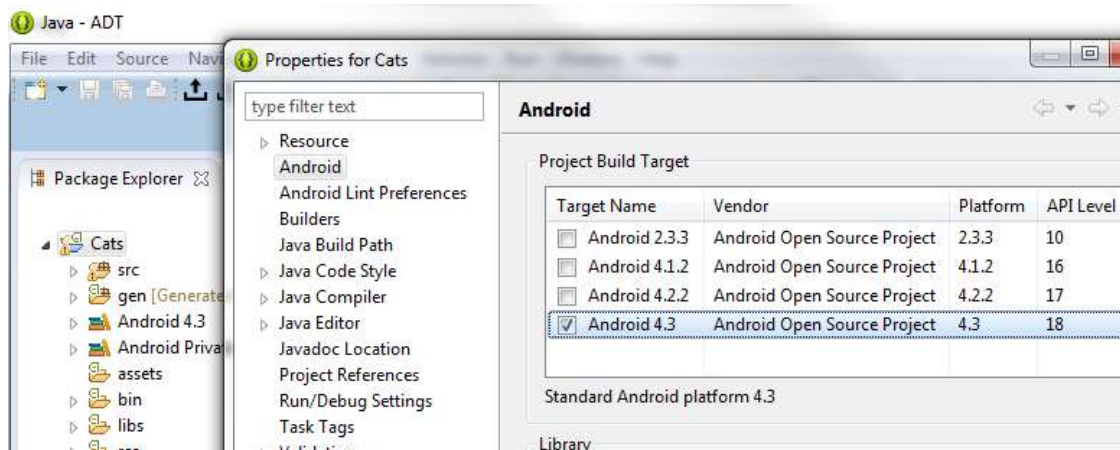 Java - ADT
File Edit Source Navi
Properties for Cats
type filter text
Android
Resource
Android
Android Lint Preferences
Builders
Java Build Path
Java Code Style
Java Compiler
Java Editor
Javadoc Location
Project References
Run/Debug Settings
Task Tags
Package Explorer
Cats
src
gen [Generate
Android 4.3
Android Priva
assets
bin
libs
Project Build Target
Target Name Vendor Platform API Level
Android 2.3.3 Android Open Source Project 2.3.3 10
Android 4.1.2 Android Open Source Project 4.1.2 16
Android 4.2.2 Android Open Source Project 4.2.2 17
Android 4.3 Android Open Source Project 4.3 18
Standard Android platform 4.3
Library